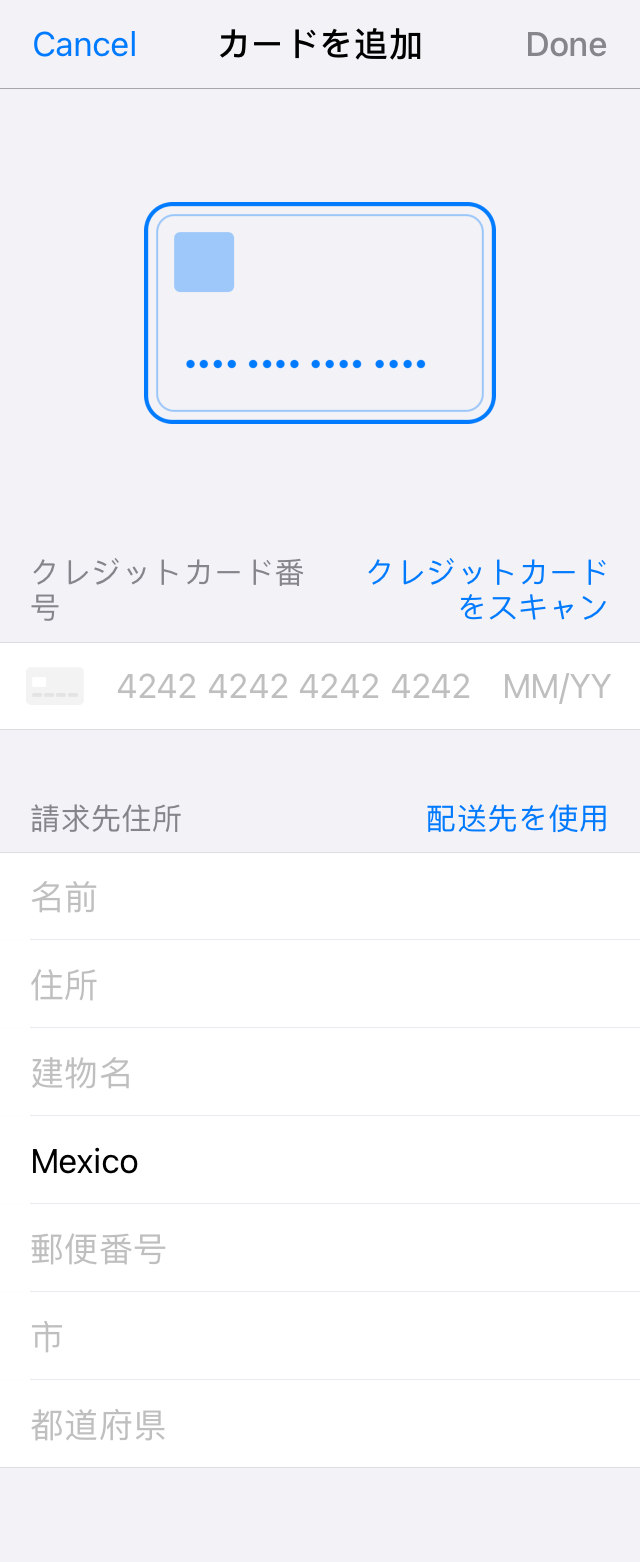 Cancel カードを追加 Done
クレジットカード番
号
クレジットカード
をスキャン
4242 4242 4242 4242 MM/YY
請求先住所 配送先を使用
名前
住所
建物名
Mexico
郵便番号
市
都道府県